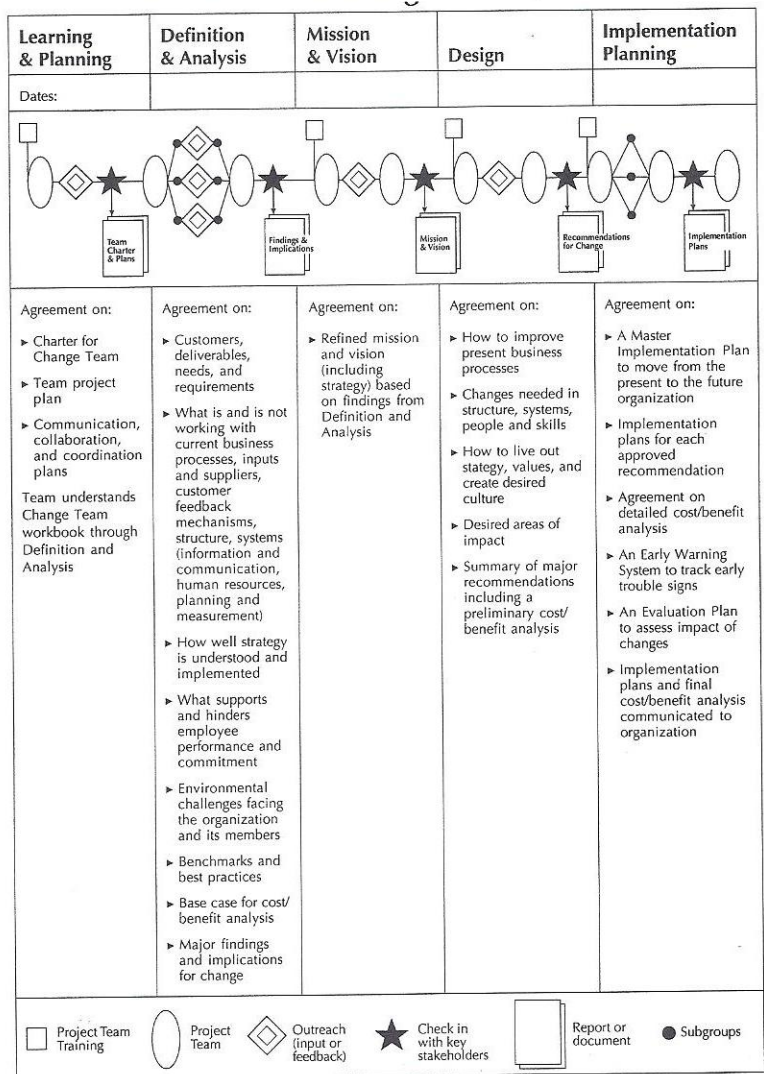 Learning
& Planning
Definition
& Analysis
Mission
& Vision
Design
Implementation
Planning
Dates:
Team
Charter
& Plans
Findings &
Implications
Mission
& Vision
Recommendations
for Change
Implementation
Plans
Agreement on:
▸ Charter for
Change Team
▸ Team project
plan
▸ Communication,
collaboration,
and coordination
plans
Team understands
Change Team
workbook through
Definition and
Analysis
Agreement on:
▸ Customers,
deliverables,
needs, and
requirements
▸ What is and is not
working with
current business
processes, inputs
and suppliers,
customer
feedback
mechanisms,
structure, systems
(information and
communication,
human resources,
planning and
measurement)
▸ How well strategy
is understood and
implemented
▸ What supports
and hinders
employee
performance and
commitment
▸ Environmental
challenges facing
the organization
and its members
▸ Benchmarks and
best practices
▸ Base case for cost/
benefit analysis
▸ Major findings
and implications
for change
Agreement on:
▸ Refined mission
and vision
(including
strategy) based
on findings from
Definition and
Analysis
Agreement on:
▸ How to improve
present business
processes
▸ Changes needed in
structure, systems,
people and skills
▸ How to live out
stategy, values, and
create desired
culture
▸ Desired areas of
impact
▸ Summary of major
recommendations
including a
preliminary cost/
benefit analysis
Agreement on:
▸ A Master
Implementation Plan
to move from the
present to the future
organization
▸ Implementation
plans for each
approved
recommendation
▸ Agreement on
detailed cost/benefit
analysis
▸ An Early Warning
System to track early
trouble signs
▸ An Evaluation Plan
to assess impact of
changes
▸ Implementation
plans and final
cost/benefit analysis
communicated to
organization
Project Team
Training
Project
Team
Outreach
(input or
feedback)
Check in
with key
stakeholders
Report or
document
Subgroups